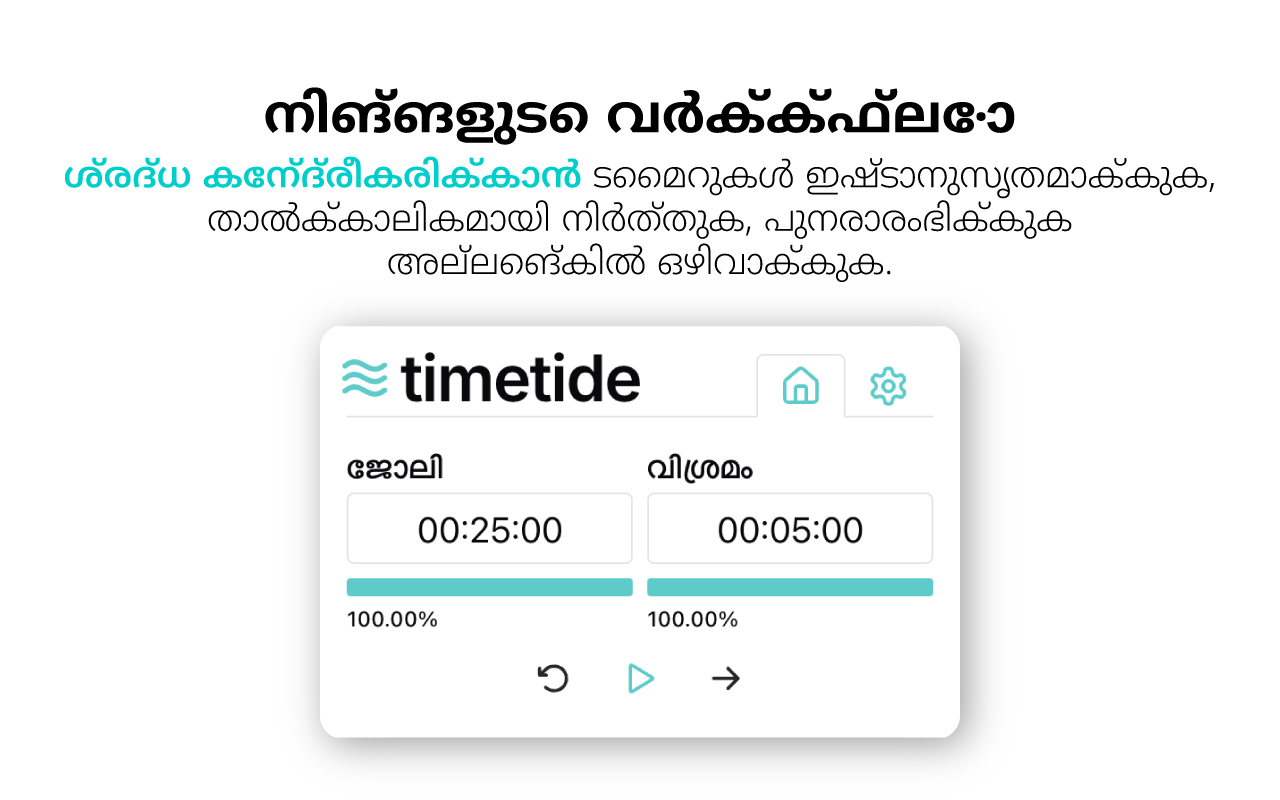 നിങ്ങളുടെ വർക്ക്ഫ്ലോ
ശ്രദ്ധ കേന്ദ്രീകരിക്കാൻ ടൈമറുകൾ ഇഷ്ടാനുസൃതമാക്കുക,
താൽക്കാലികമായി നിർത്തുക, പുനരാരംഭിക്കുക
അല്ലെങ്കിൽ ഒഴിവാക്കുക.
timetide
ജോലി വിശ്രമം
00:25:00 00:05:00
100.00% 100.00%